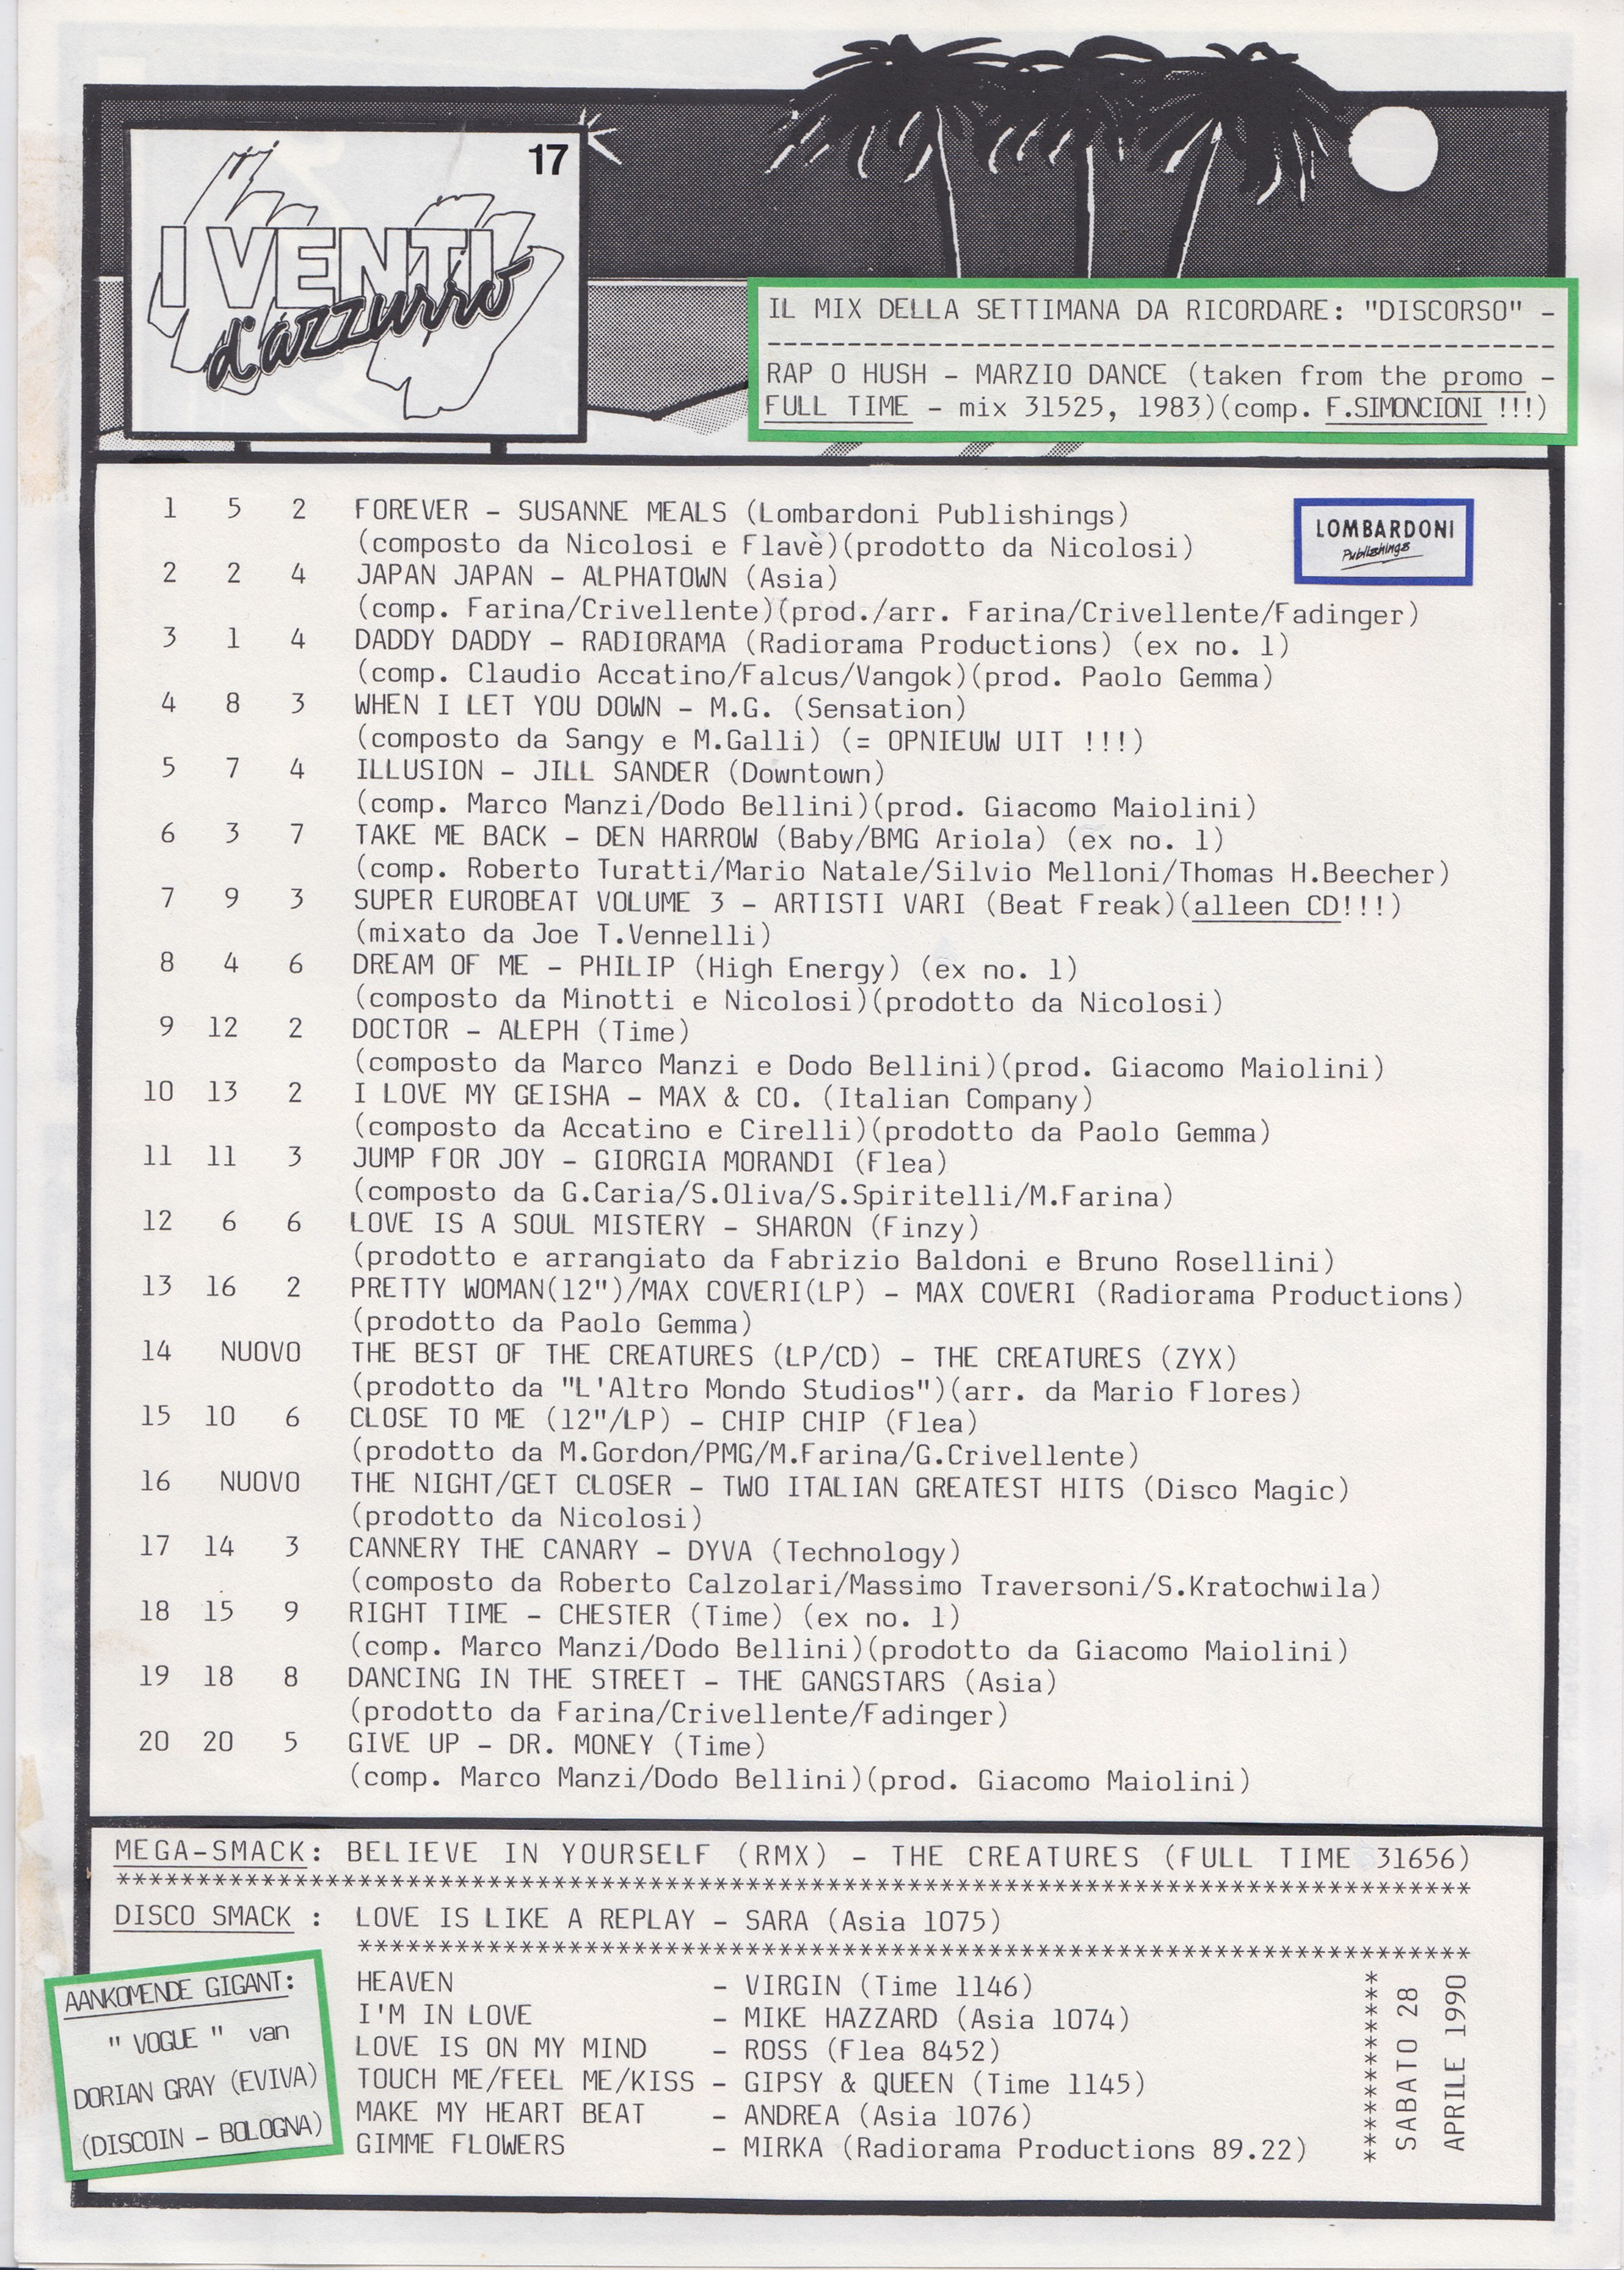 17
I VENTI
d'azzurro
IL MIX DELLA SETTIMANA DA RICORDARE: "DISCORSO" -
-------------------------------------------------
RAP O HUSH - MARZIO DANCE (taken from the promo -
FULL TIME - mix 31525, 1983)(comp. F.SIMONCIONI !!!)
LOMBARDONI
Publishings
1 5 2 FOREVER - SUSANNE MEALS (Lombardoni Publishings)
(composto da Nicolosi e Flavè)(prodotto da Nicolosi)
2 2 4 JAPAN JAPAN - ALPHATOWN (Asia)
(comp. Farina/Crivellente)(prod./arr. Farina/Crivellente/Fadinger)
3 1 4 DADDY DADDY - RADIORAMA (Radiorama Productions) (ex no. 1)
(comp. Claudio Accatino/Falcus/Vangok)(prod. Paolo Gemma)
4 8 3 WHEN I LET YOU DOWN - M.G. (Sensation)
(composto da Sangy e M.Galli) (= OPNIEUW UIT !!!)
5 7 4 ILLUSION - JILL SANDER (Downtown)
(comp. Marco Manzi/Dodo Bellini)(prod. Giacomo Maiolini)
6 3 7 TAKE ME BACK - DEN HARROW (Baby/BMG Ariola) (ex no. 1)
(comp. Roberto Turatti/Mario Natale/Silvio Melloni/Thomas H.Beecher)
7 9 3 SUPER EUROBEAT VOLUME 3 - ARTISTI VARI (Beat Freak)(alleen CD!!!)
(mixato da Joe T.Vennelli)
8 4 6 DREAM OF ME - PHILIP (High Energy) (ex no. 1)
(composto da Minotti e Nicolosi)(prodotto da Nicolosi)
9 12 2 DOCTOR - ALEPH (Time)
(composto da Marco Manzi e Dodo Bellini)(prod. Giacomo Maiolini)
10 13 2 I LOVE MY GEISHA - MAX & CO. (Italian Company)
(composto da Accatino e Cirelli)(prodotto da Paolo Gemma)
11 11 3 JUMP FOR JOY - GIORGIA MORANDI (Flea)
(composto da G.Caria/S.Oliva/S.Spiritelli/M.Farina)
12 6 6 LOVE IS A SOUL MISTERY - SHARON (Finzy)
(prodotto e arrangiato da Fabrizio Baldoni e Bruno Rosellini)
13 16 2 PRETTY WOMAN(12")/MAX COVERI(LP) - MAX COVERI (Radiorama Productions)
(prodotto da Paolo Gemma)
14 NUOVO THE BEST OF THE CREATURES (LP/CD) - THE CREATURES (ZYX)
(prodotto da "L'Altro Mondo Studios")(arr. da Mario Flores)
15 10 6 CLOSE TO ME (12"/LP) - CHIP CHIP (Flea)
(prodotto da M.Gordon/PMG/M.Farina/G.Crivellente)
16 NUOVO THE NIGHT/GET CLOSER - TWO ITALIAN GREATEST HITS (Disco Magic)
(prodotto da Nicolosi)
17 14 3 CANNERY THE CANARY - DYVA (Technology)
(composto da Roberto Calzolari/Massimo Traversoni/S.Kratochwila)
18 15 9 RIGHT TIME - CHESTER (Time) (ex no. 1)
(comp. Marco Manzi/Dodo Bellini)(prodotto da Giacomo Maiolini)
19 18 8 DANCING IN THE STREET - THE GANGSTARS (Asia)
(prodotto da Farina/Crivellente/Fadinger)
20 20 5 GIVE UP - DR. MONEY (Time)
(comp. Marco Manzi/Dodo Bellini)(prod. Giacomo Maiolini)
MEGA-SMACK: BELIEVE IN YOURSELF (RMX) - THE CREATURES (FULL TIME 31656)
************************************************************************************
DISCO SMACK : LOVE IS LIKE A REPLAY - SARA (Asia 1075)
*********************************************************************
HEAVEN - VIRGIN (Time 1146)
I'M IN LOVE - MIKE HAZZARD (Asia 1074)
LOVE IS ON MY MIND - ROSS (Flea 8452)
TOUCH ME/FEEL ME/KISS - GIPSY & QUEEN (Time 1145)
MAKE MY HEART BEAT - ANDREA (Asia 1076)
GIMME FLOWERS - MIRKA (Radiorama Productions 89.22)
AANKOMENDE GIGANT:
" VOGUE " van
DORIAN GRAY (EVIVA)
(DISCOIN - BOLOGNA)
************
SABATO 28
APRILE 1990